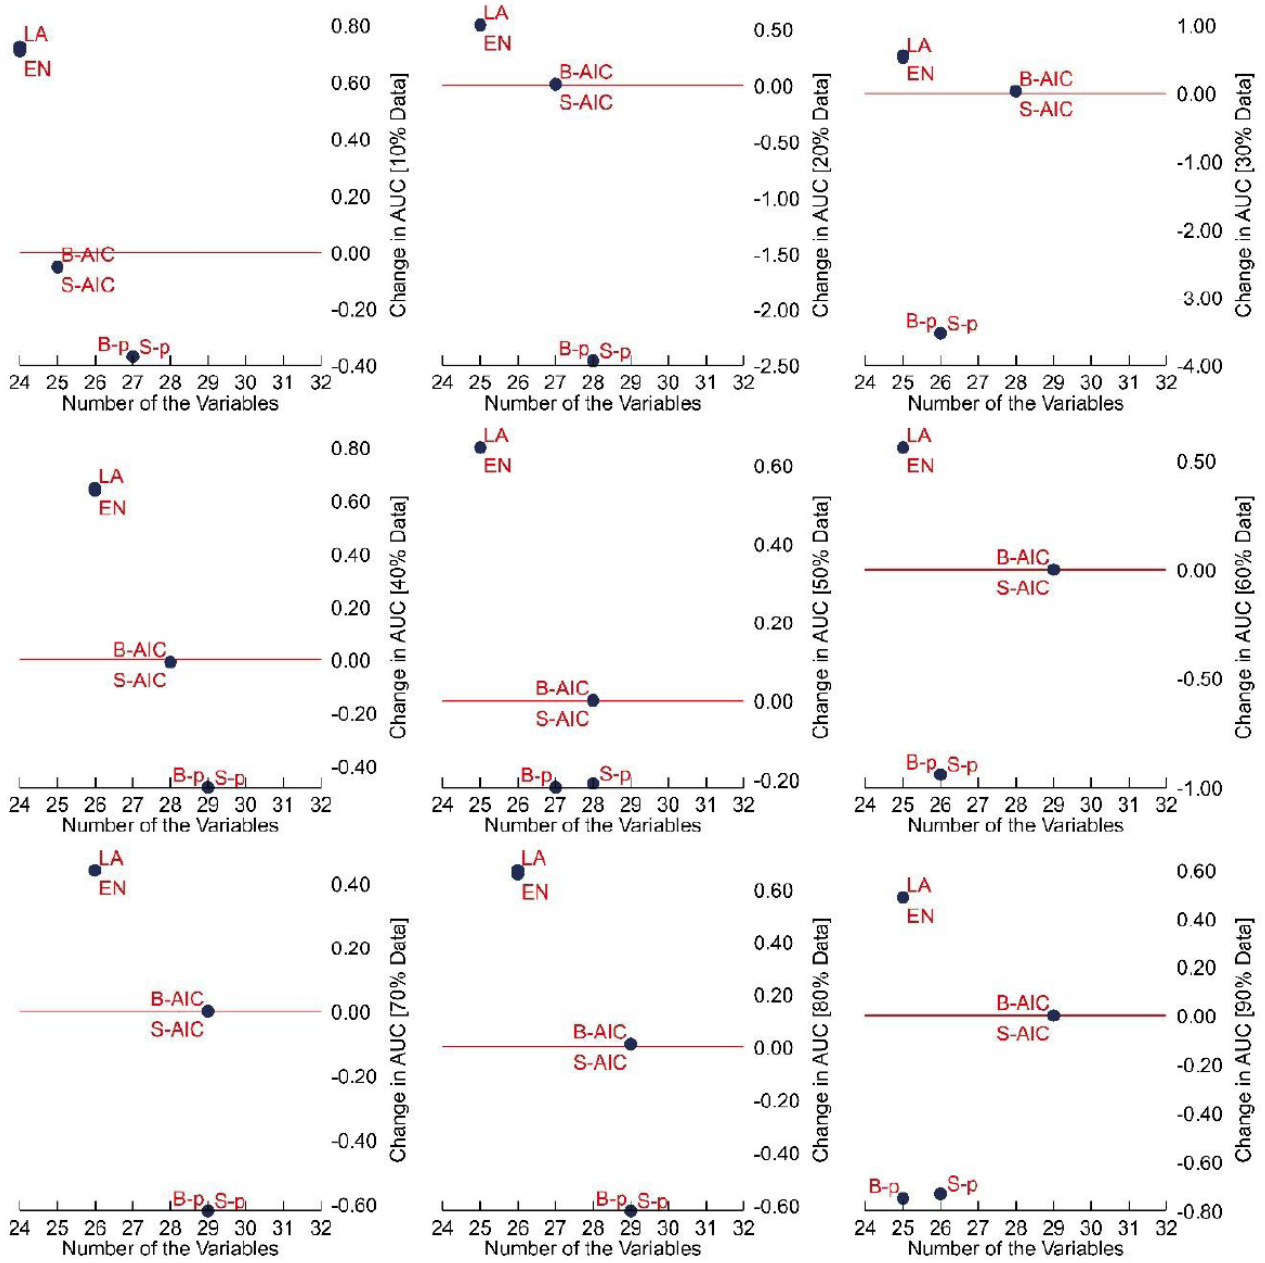 LA
EN
B-AIC
S-AIC
B-p S-p
0.80
0.60
0.40
0.20
0.00
-0.20
-0.40
Change in AUC [10% Data]
24 25 26 27 28 29 30 31 32
Number of the Variables
LA
EN
B-AIC
S-AIC
B-p S-p
0.50
0.00
-0.50
-1.00
-1.50
-2.00
-2.50
Change in AUC [20% Data]
24 25 26 27 28 29 30 31 32
Number of the Variables
LA
EN
B-AIC
S-AIC
B-p S-p
1.00
0.00
-1.00
-2.00
-3.00
-4.00
Change in AUC [30% Data]
24 25 26 27 28 29 30 31 32
Number of the Variables
LA
EN
B-AIC
S-AIC
B-p S-p
0.80
0.60
0.40
0.20
0.00
-0.20
-0.40
Change in AUC [40% Data]
24 25 26 27 28 29 30 31 32
Number of the Variables
LA
EN
B-AIC
S-AIC
B-p S-p
0.60
0.40
0.20
0.00
-0.20
Change in AUC [50% Data]
24 25 26 27 28 29 30 31 32
Number of the Variables
LA
EN
B-AIC
S-AIC
B-p S-p
0.50
0.00
-0.50
-1.00
Change in AUC [60% Data]
24 25 26 27 28 29 30 31 32
Number of the Variables
LA
EN
B-AIC
S-AIC
B-p S-p
0.40
0.20
0.00
-0.20
-0.40
-0.60
Change in AUC [70% Data]
24 25 26 27 28 29 30 31 32
Number of the Variables
LA
EN
B-AIC
S-AIC
B-p S-p
0.60
0.40
0.20
0.00
-0.20
-0.40
-0.60
Change in AUC [80% Data]
24 25 26 27 28 29 30 31 32
Number of the Variables
LA
EN
B-AIC
S-AIC
B-p S-p
0.60
0.40
0.20
0.00
-0.20
-0.40
-0.60
-0.80
Change in AUC [90% Data]
24 25 26 27 28 29 30 31 32
Number of the Variables